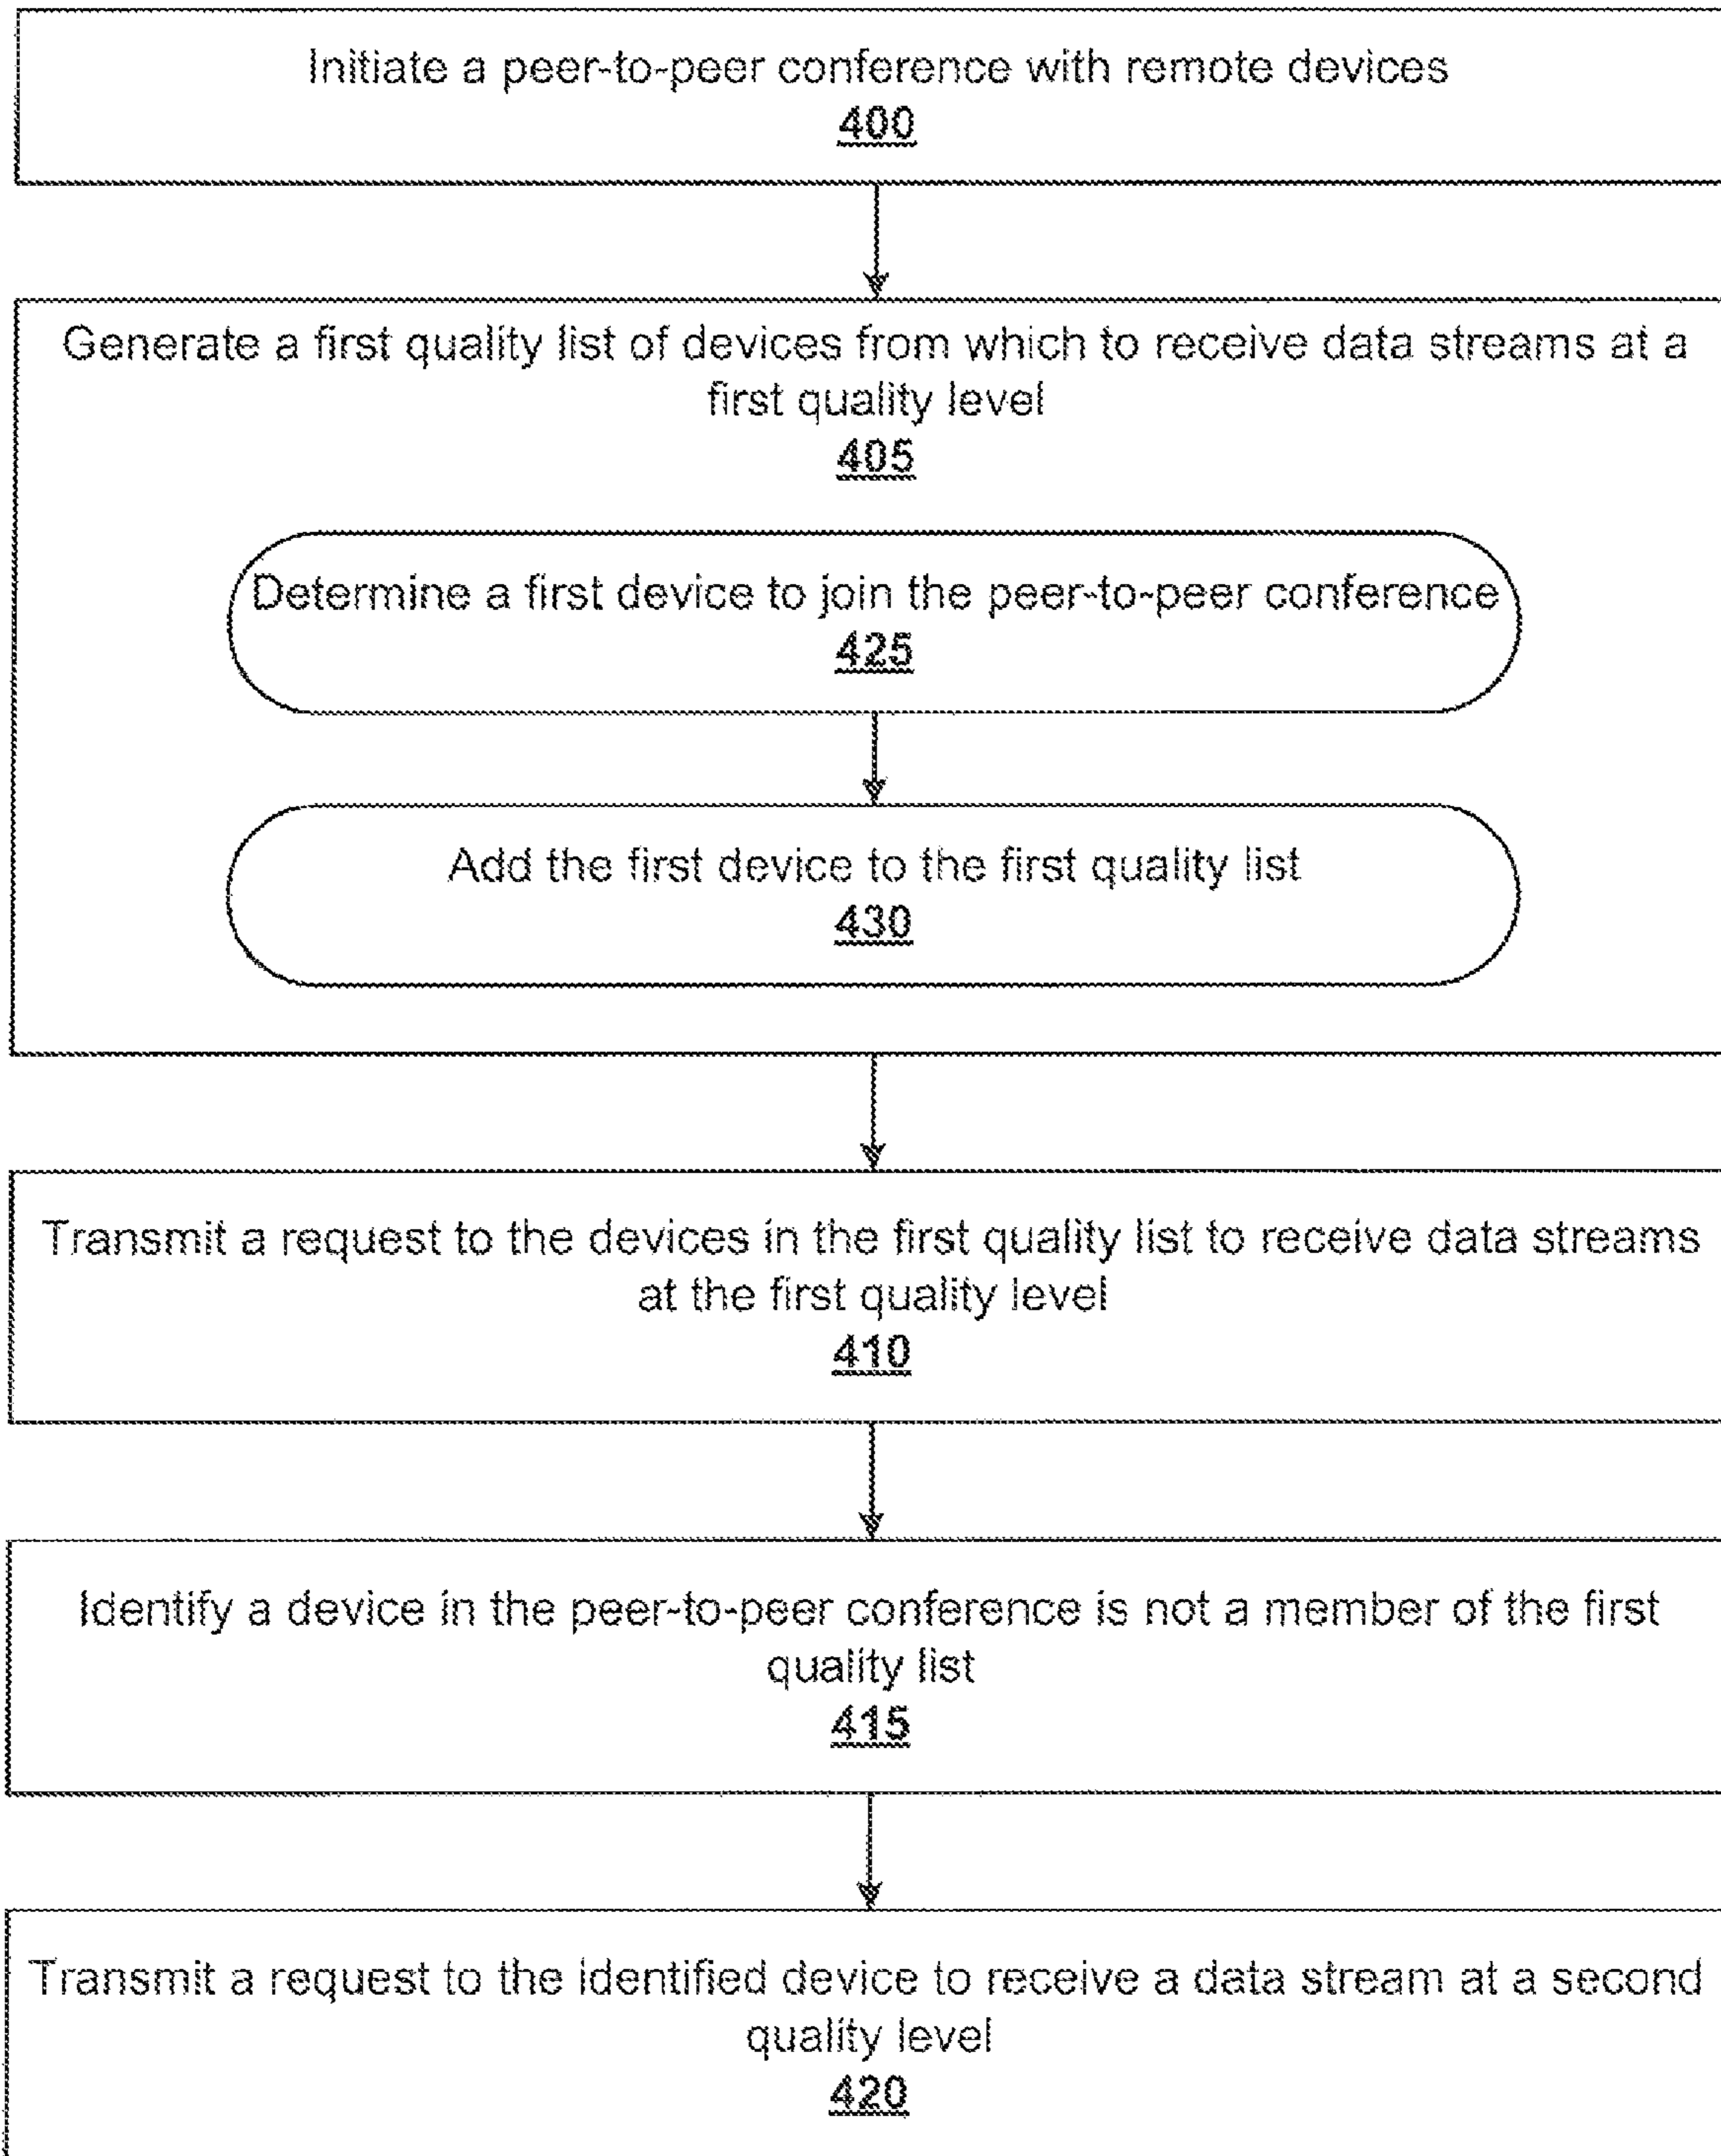 Initiate a peer-to-peer conference with remote devices
400
Generate a first quality list of devices from which to receive data streams at a
first quality level
405
Determine a first device to join the peer-to-peer conference
425
Add the first device to the first quality list
430
Transmit a request to the devices in the first quality list to receive data streams
at the first quality level
410
Identify a device in the peer-to-peer conference is not a member of the first
quality list
415
Transmit a request to the identified device to receive a data stream at a second
quality level
420